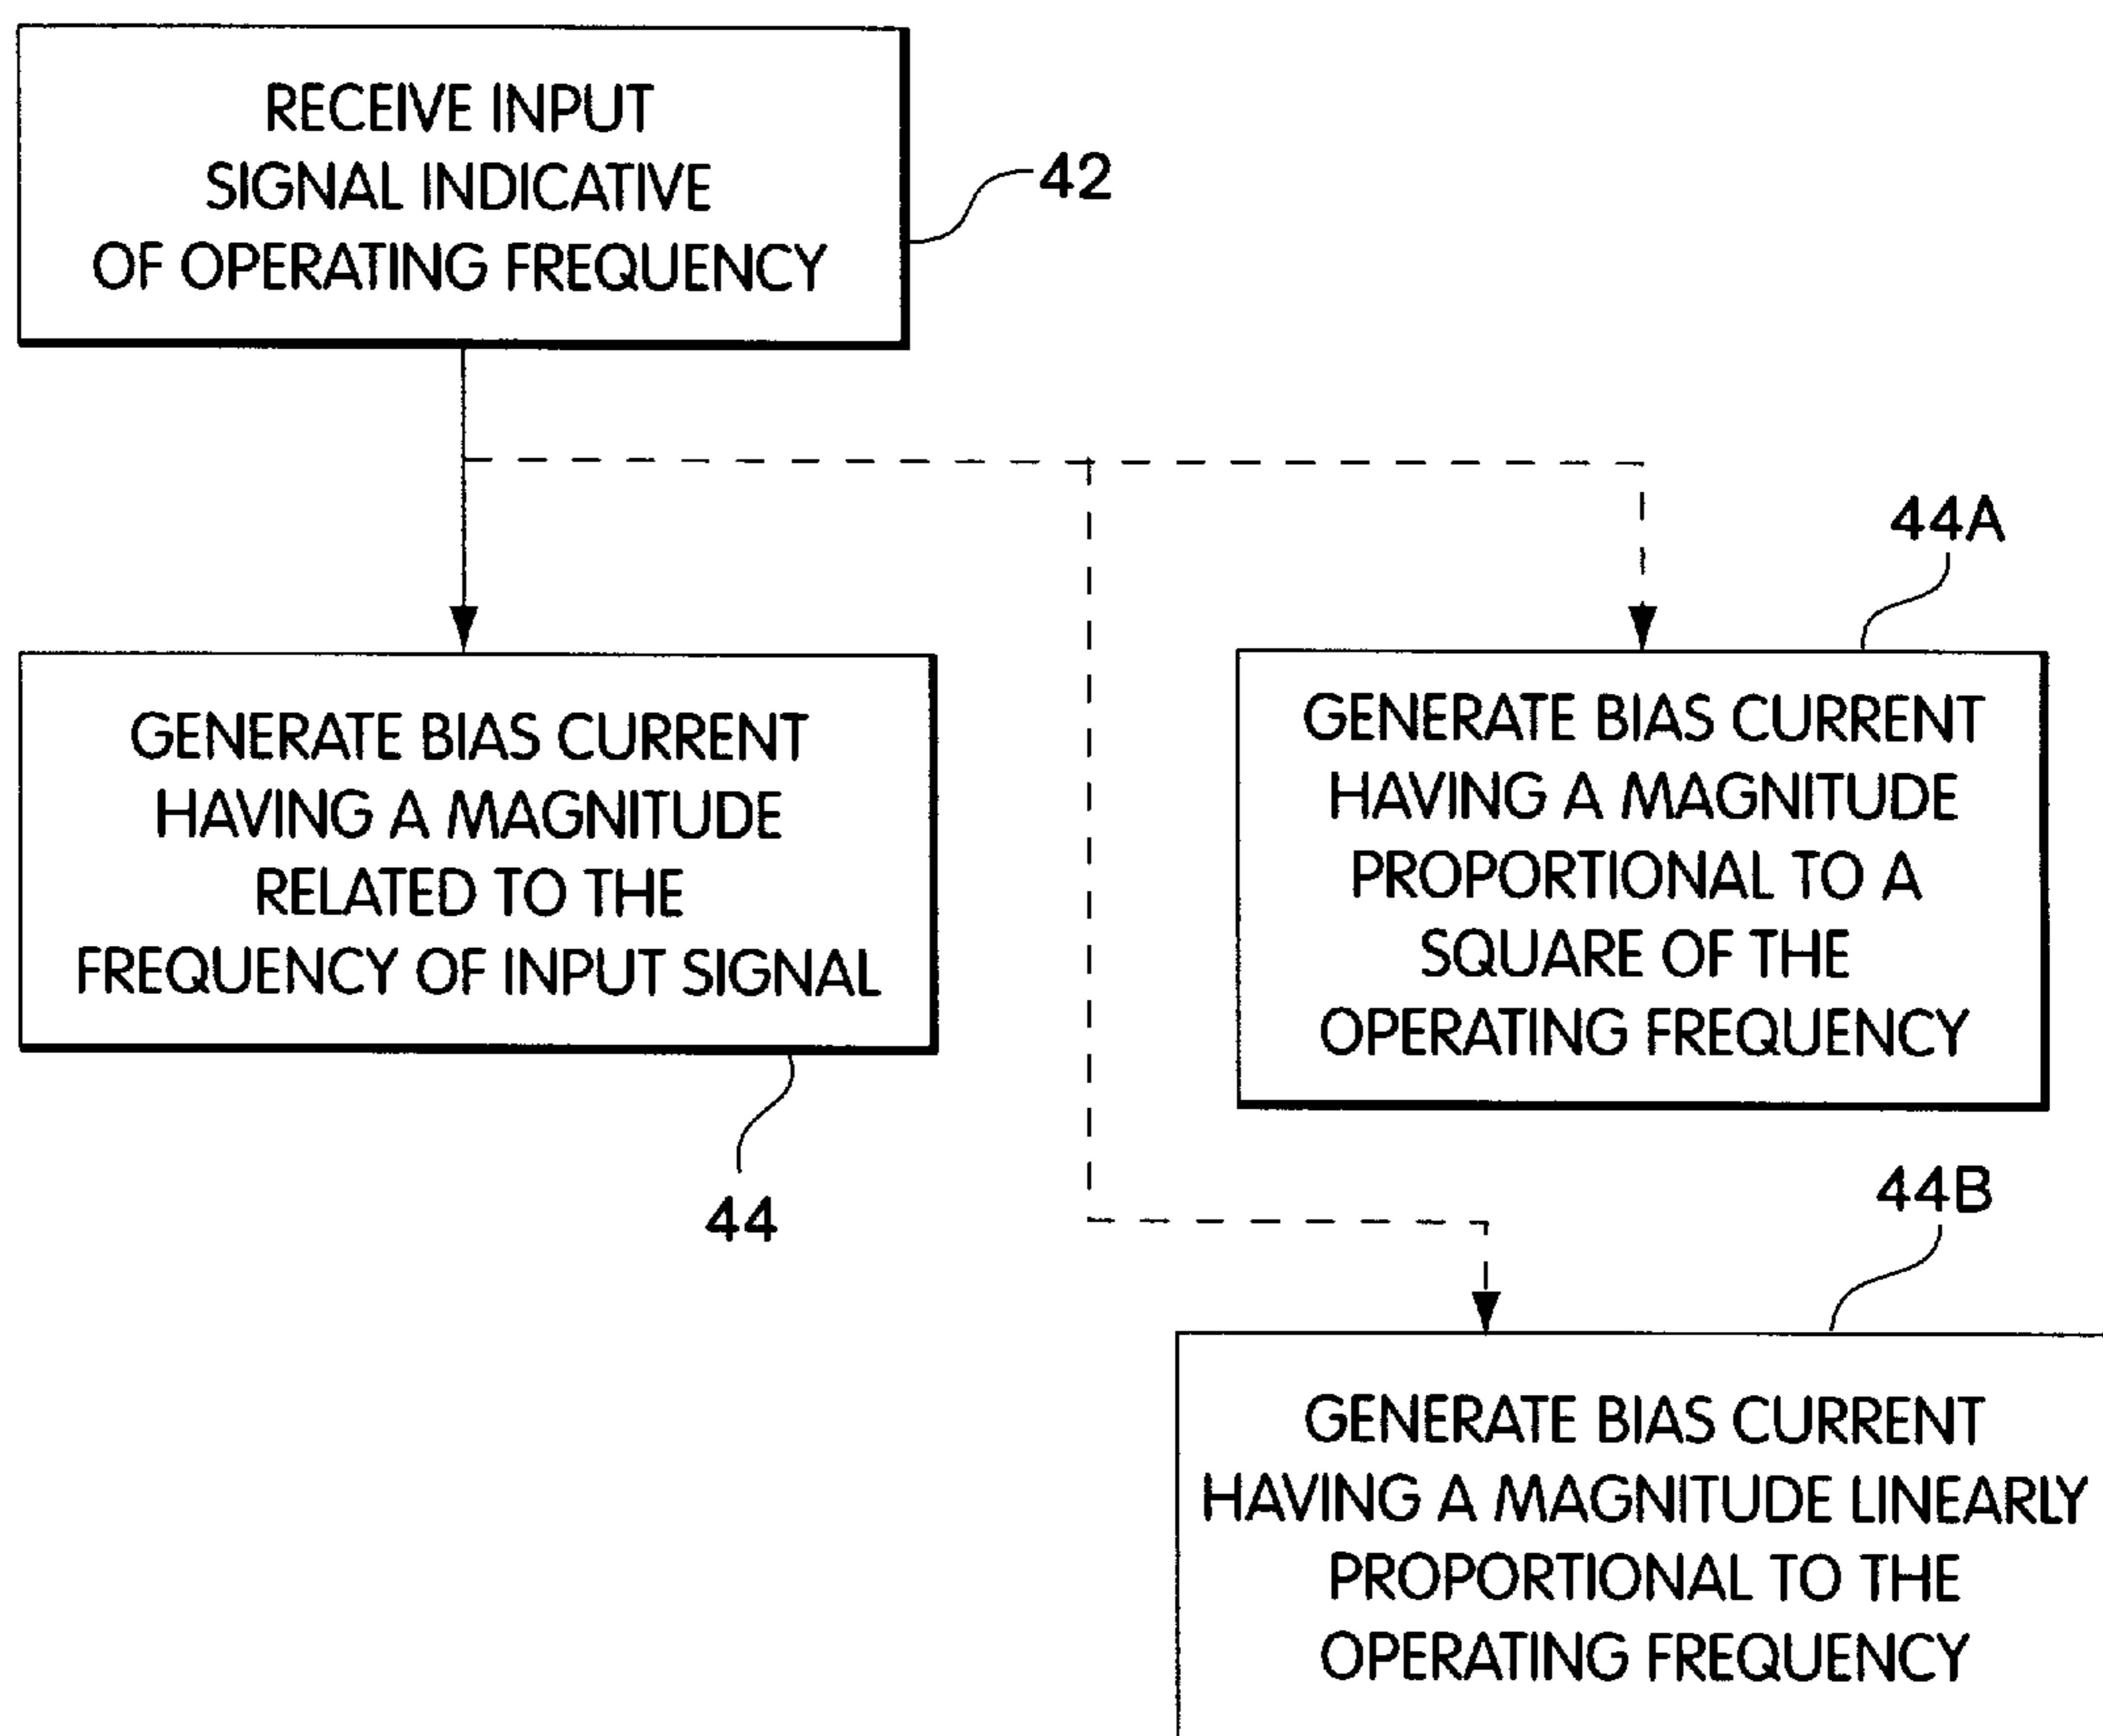 RECEIVE INPUT
SIGNAL INDICATIVE
OF OPERATING FREQUENCY
42
44A
GENERATE BIAS CURRENT
HAVING A MAGNITUDE
RELATED TO THE
FREQUENCY OF INPUT SIGNAL
44
GENERATE BIAS CURRENT
HAVING A MAGNITUDE
PROPORTIONAL TO A
SQUARE OF THE
OPERATING FREQUENCY
44B
GENERATE BIAS CURRENT
HAVING A MAGNITUDE LINEARLY
PROPORTIONAL TO THE
OPERATING FREQUENCY